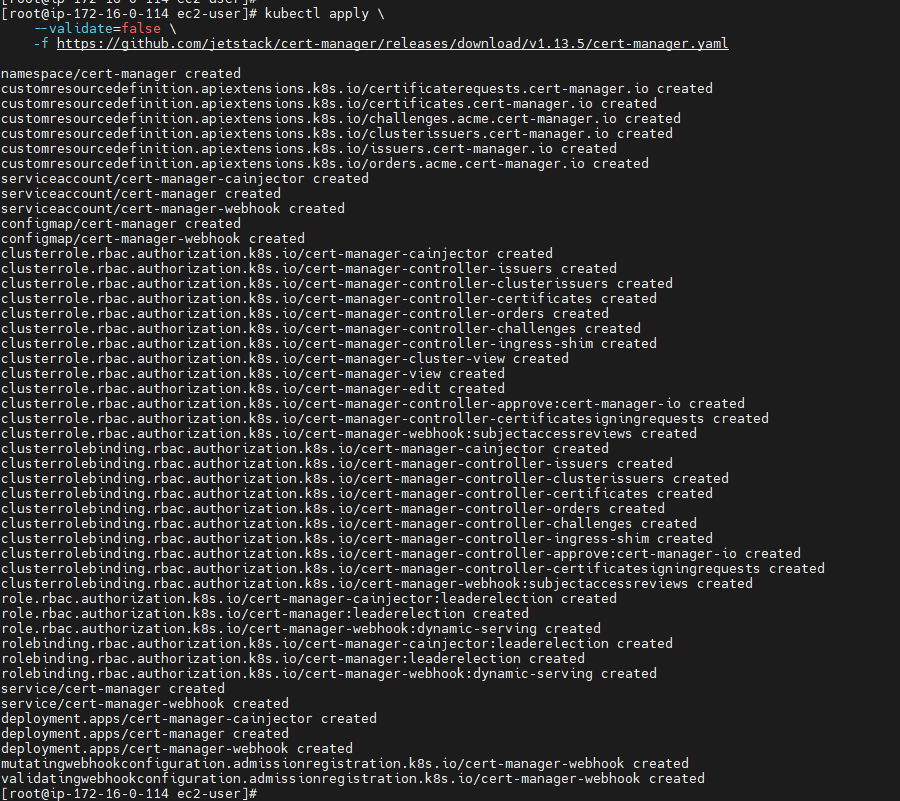 [root@ip-172-16-0-114 ec2-user]# kubectl apply \
--validate=false \
-f https://github.com/jetstack/cert-manager/releases/download/v1.13.5/cert-manager.yaml
namespace/cert-manager created
customresourcedefinition.apiextensions.k8s.io/certificaterequests.cert-manager.io created
customresourcedefinition.apiextensions.k8s.io/certificates.cert-manager.io created
customresourcedefinition.apiextensions.k8s.io/challenges.acme.cert-manager.io created
customresourcedefinition.apiextensions.k8s.io/clusterissuers.cert-manager.io created
customresourcedefinition.apiextensions.k8s.io/issuers.cert-manager.io created
customresourcedefinition.apiextensions.k8s.io/orders.acme.cert-manager.io created
serviceaccount/cert-manager-cainjector created
serviceaccount/cert-manager created
serviceaccount/cert-manager-webhook created
configmap/cert-manager created
configmap/cert-manager-webhook created
clusterrole.rbac.authorization.k8s.io/cert-manager-cainjector created
clusterrole.rbac.authorization.k8s.io/cert-manager-controller-issuers created
clusterrole.rbac.authorization.k8s.io/cert-manager-controller-clusterissuers created
clusterrole.rbac.authorization.k8s.io/cert-manager-controller-certificates created
clusterrole.rbac.authorization.k8s.io/cert-manager-controller-orders created
clusterrole.rbac.authorization.k8s.io/cert-manager-controller-challenges created
clusterrole.rbac.authorization.k8s.io/cert-manager-controller-ingress-shim created
clusterrole.rbac.authorization.k8s.io/cert-manager-cluster-view created
clusterrole.rbac.authorization.k8s.io/cert-manager-view created
clusterrole.rbac.authorization.k8s.io/cert-manager-edit created
clusterrole.rbac.authorization.k8s.io/cert-manager-controller-approve:cert-manager-io created
clusterrole.rbac.authorization.k8s.io/cert-manager-controller-certificatesigningrequests created
clusterrole.rbac.authorization.k8s.io/cert-manager-webhook:subjectaccessreviews created
clusterrolebinding.rbac.authorization.k8s.io/cert-manager-cainjector created
clusterrolebinding.rbac.authorization.k8s.io/cert-manager-controller-issuers created
clusterrolebinding.rbac.authorization.k8s.io/cert-manager-controller-clusterissuers created
clusterrolebinding.rbac.authorization.k8s.io/cert-manager-controller-certificates created
clusterrolebinding.rbac.authorization.k8s.io/cert-manager-controller-orders created
clusterrolebinding.rbac.authorization.k8s.io/cert-manager-controller-challenges created
clusterrolebinding.rbac.authorization.k8s.io/cert-manager-controller-ingress-shim created
clusterrolebinding.rbac.authorization.k8s.io/cert-manager-controller-approve:cert-manager-io created
clusterrolebinding.rbac.authorization.k8s.io/cert-manager-controller-certificatesigningrequests created
clusterrolebinding.rbac.authorization.k8s.io/cert-manager-webhook:subjectaccessreviews created
role.rbac.authorization.k8s.io/cert-manager-cainjector:leaderelection created
role.rbac.authorization.k8s.io/cert-manager:leaderelection created
role.rbac.authorization.k8s.io/cert-manager-webhook:dynamic-serving created
rolebinding.rbac.authorization.k8s.io/cert-manager-cainjector:leaderelection created
rolebinding.rbac.authorization.k8s.io/cert-manager:leaderelection created
rolebinding.rbac.authorization.k8s.io/cert-manager-webhook:dynamic-serving created
service/cert-manager created
service/cert-manager-webhook created
deployment.apps/cert-manager-cainjector created
deployment.apps/cert-manager created
deployment.apps/cert-manager-webhook created
mutatingwebhookconfiguration.admissionregistration.k8s.io/cert-manager-webhook created
validatingwebhookconfiguration.admissionregistration.k8s.io/cert-manager-webhook created
[root@ip-172-16-0-114 ec2-user]#